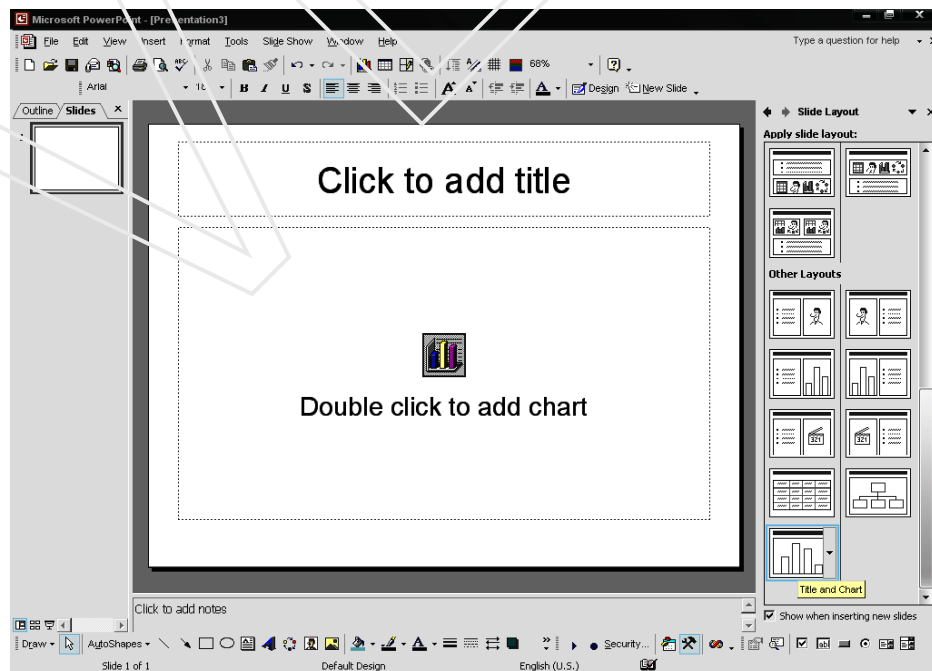 Microsoft PowerPoint - [Presentation3]
File Edit View Insert Format Tools Slide Show Window Help Type a question for help
68%
Arial B I U S A A A Design New Slide
Outline Slides Slide Layout
Apply slide layout:
Click to add title
Other Layouts
Double click to add chart
321 321
Title and Chart
Click to add notes
Show when inserting new slides
Draw AutoShapes A Security... ab
Slide 1 of 1 Default Design English (U.S.)